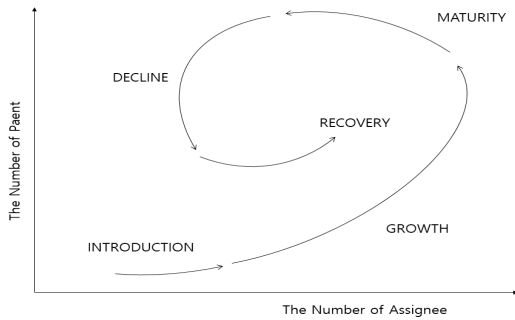 MATURITY
DECLINE
RECOVERY
GROWTH
INTRODUCTION
The Number of Paent
The Number of Assignee